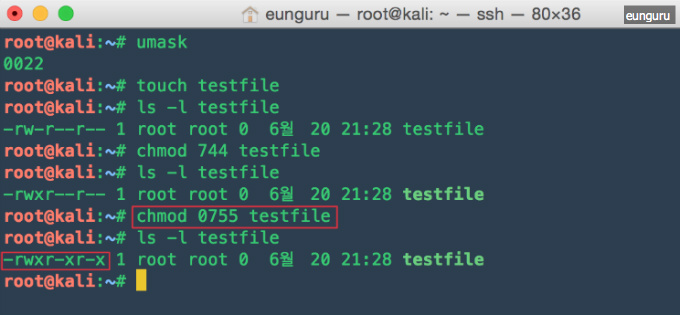 eunguru — root@kali: ~ — ssh — 80×36
eunguru
root@kali:~# umask
0022
root@kali:~# touch testfile
root@kali:~# ls -l testfile
-rw-r--r-- 1 root root 0  6월  20 21:28 testfile
root@kali:~# chmod 744 testfile
root@kali:~# ls -l testfile
-rwxr--r-- 1 root root 0  6월  20 21:28 testfile
root@kali:~# chmod 0755 testfile
root@kali:~# ls -l testfile
-rwxr-xr-x 1 root root 0  6월  20 21:28 testfile
root@kali:~#